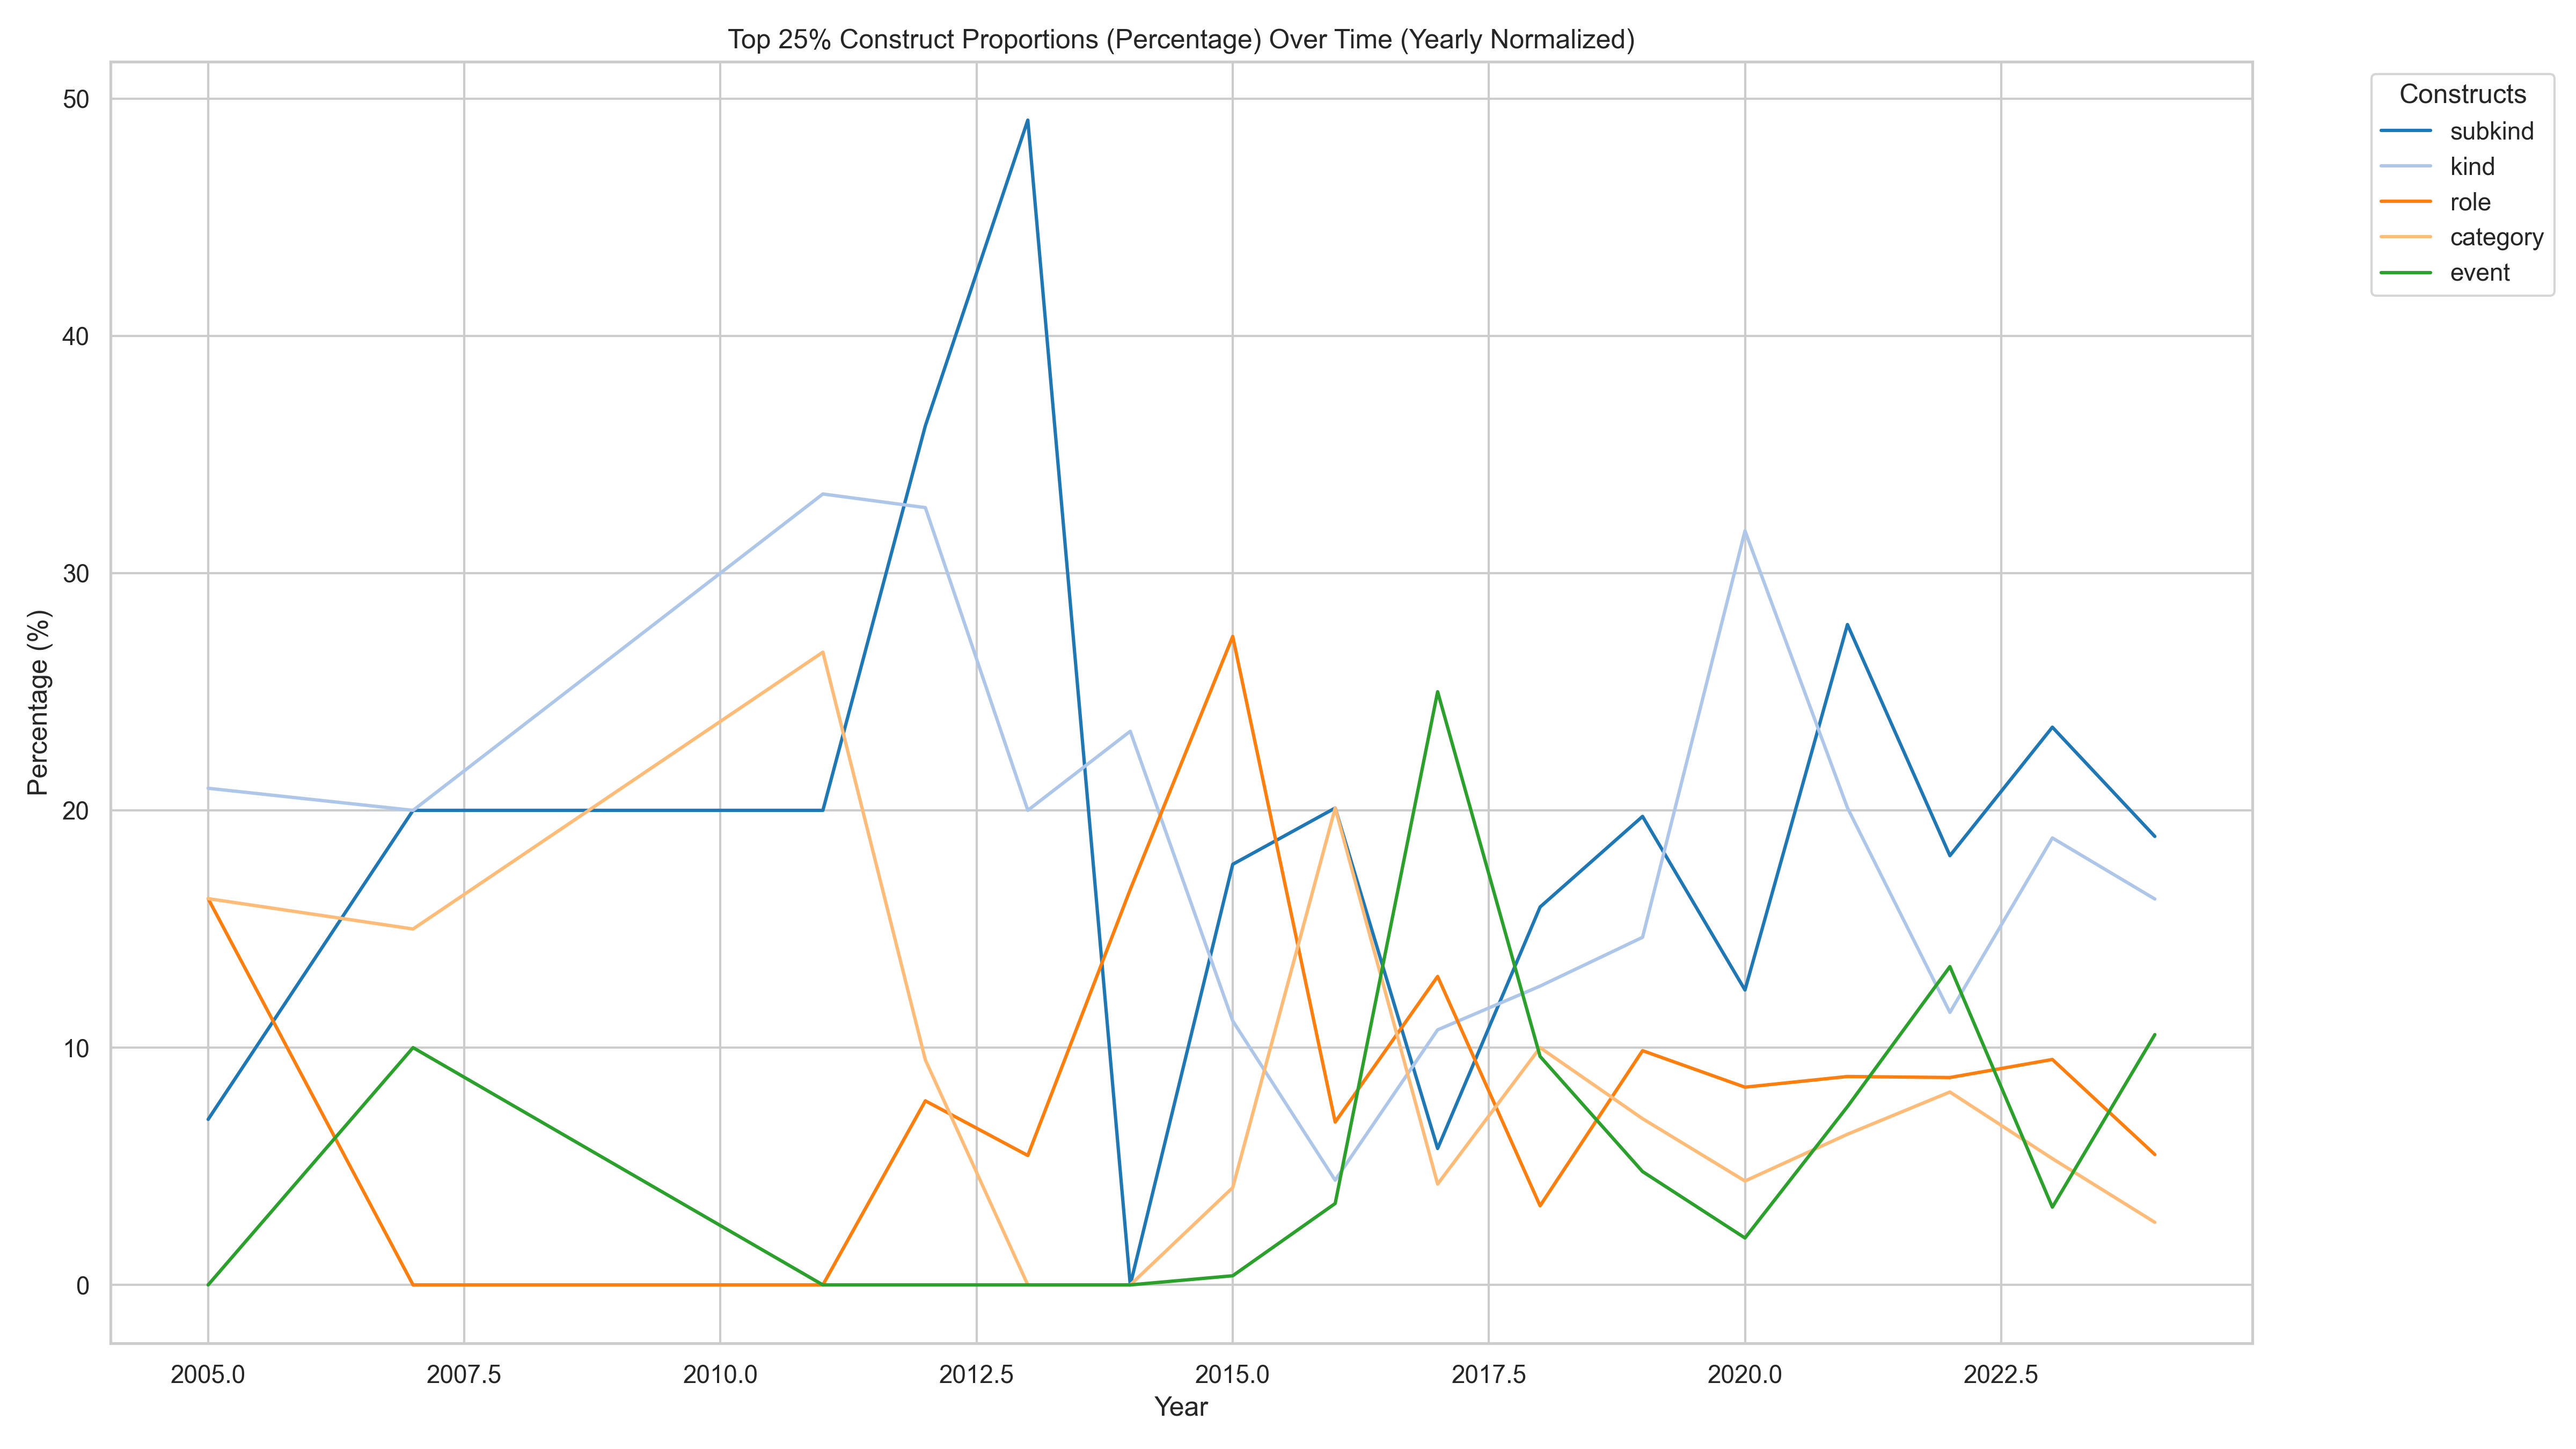 Top 25% Construct Proportions (Percentage) Over Time (Yearly Normalized)
Constructs
subkind
kind
role
category
event
Percentage (%)
50
40
30
20
10
0
2005.0 2007.5 2010.0 2012.5 2015.0 2017.5 2020.0 2022.5
Year